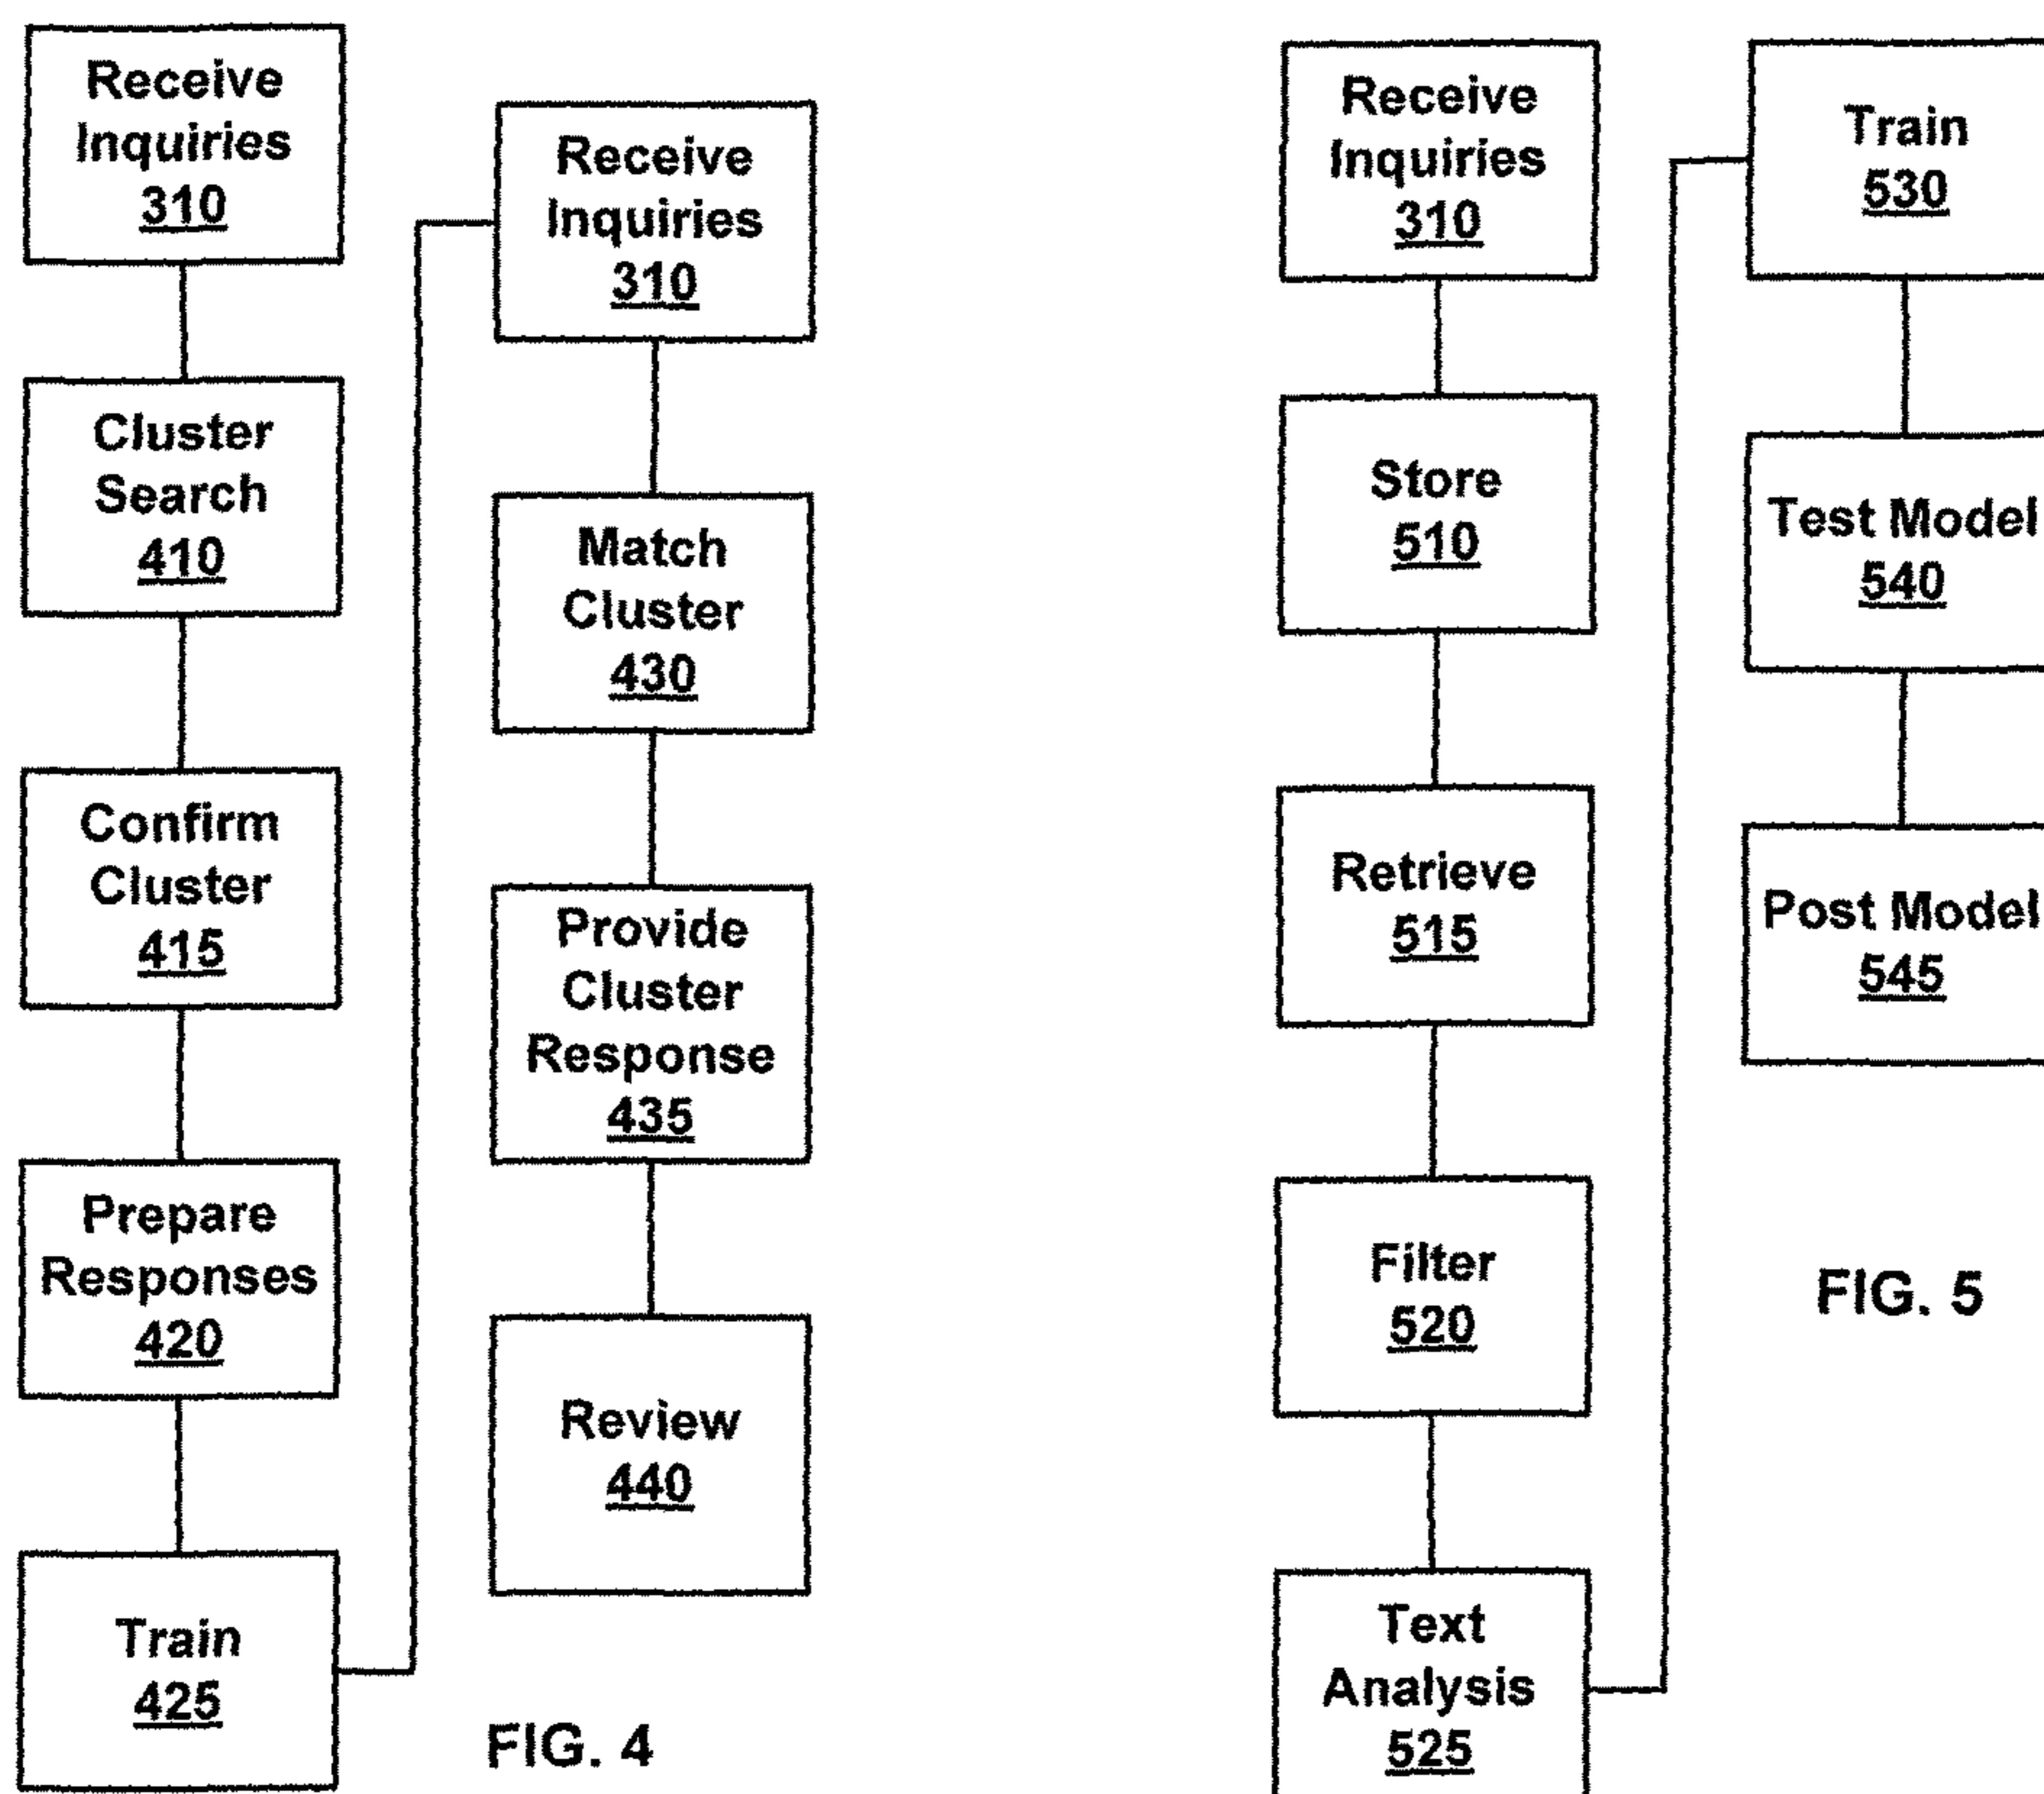 Receive
Inquiries
310
Cluster
Search
410
Confirm
Cluster
415
Prepare
Responses
420
Train
425
Receive
Inquiries
310
Match
Cluster
430
Provide
Cluster
Response
435
Review
440
FIG. 4
Receive
Inquiries
310
Store
510
Retrieve
515
Filter
520
Text
Analysis
525
Train
530
Test Model
540
Post Model
545
FIG. 5